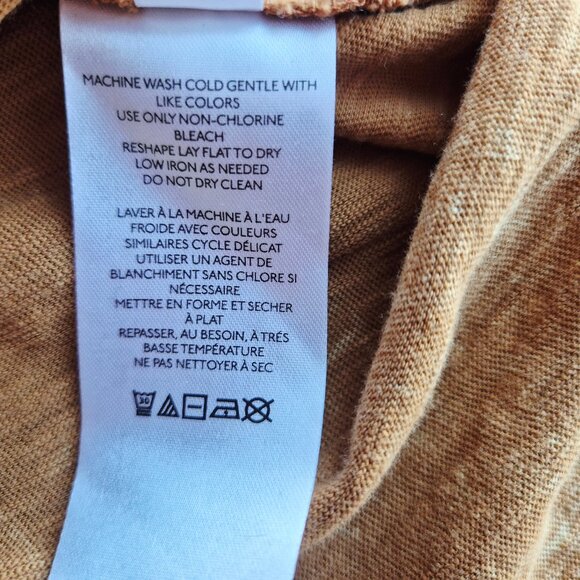 MACHINE WASH COLD GENTLE WITH
LIKE COLORS
USE ONLY NON-CHLORINE
BLEACH
RESHAPE LAY FLAT TO DRY
LOW IRON AS NEEDED
DO NOT DRY CLEAN
LAVER À LA MACHINE À L'EAU
FROIDE AVEC COULEURS
SIMILAIRES CYCLE DÉLICAT
UTILISER UN AGENT DE
BLANCHIMENT SANS CHLORE SI
NÉCESSAIRE
METTRE EN FORME ET SECHER
À PLAT
REPASSER, AU BESOIN, À TRÉS
BASSE TEMPÉRATURE
NE PAS NETTOYER À SEC
30